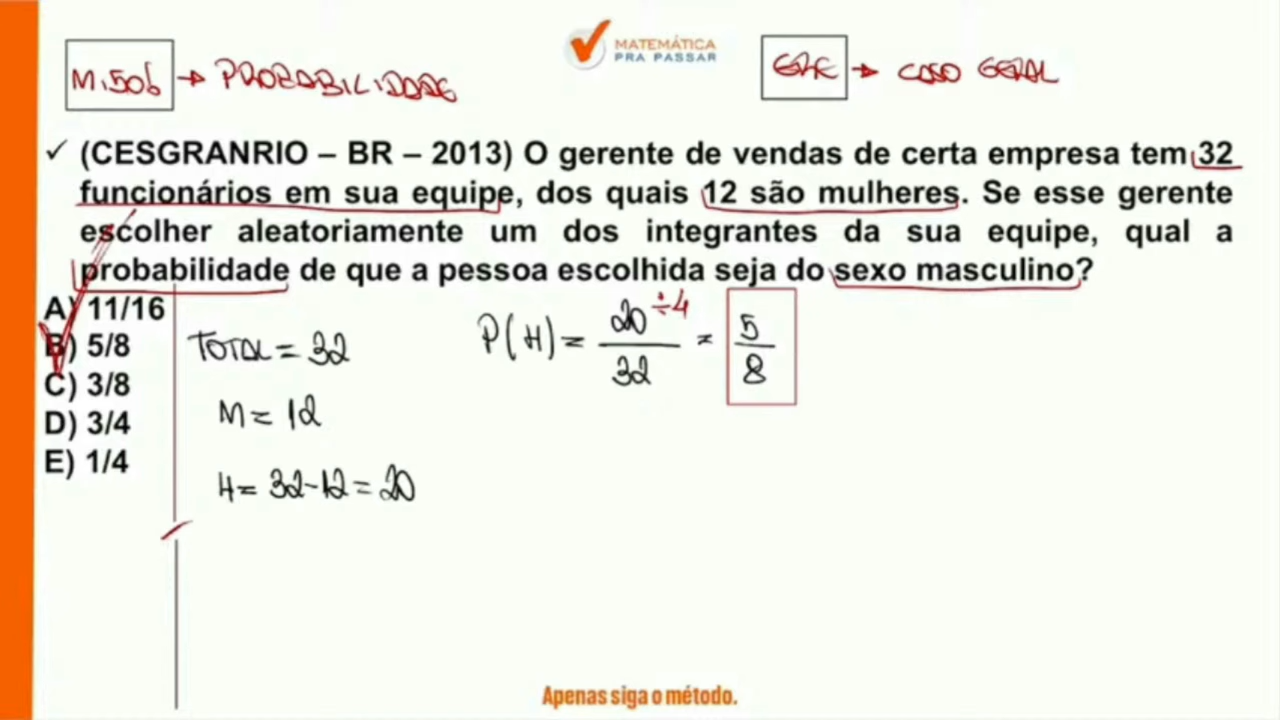 MATEMÁTICA
PRA PASSAR
→ PROBABILIDADE
→ CASO GERAL
✓ (CESGRANRIO – BR – 2013) O gerente de vendas de certa empresa tem 32
funcionários em sua equipe, dos quais 12 são mulheres. Se esse gerente
escolher aleatoriamente um dos integrantes da sua equipe, qual a
probabilidade de que a pessoa escolhida seja do sexo masculino?
A) 11/16
B) 5/8
C) 3/8
D) 3/4
E) 1/4
TOTAL = 32
M = 12
H = 32-12 = 20
P(H) = 20 ÷4 / 32 = 5/8
Apenas siga o método.